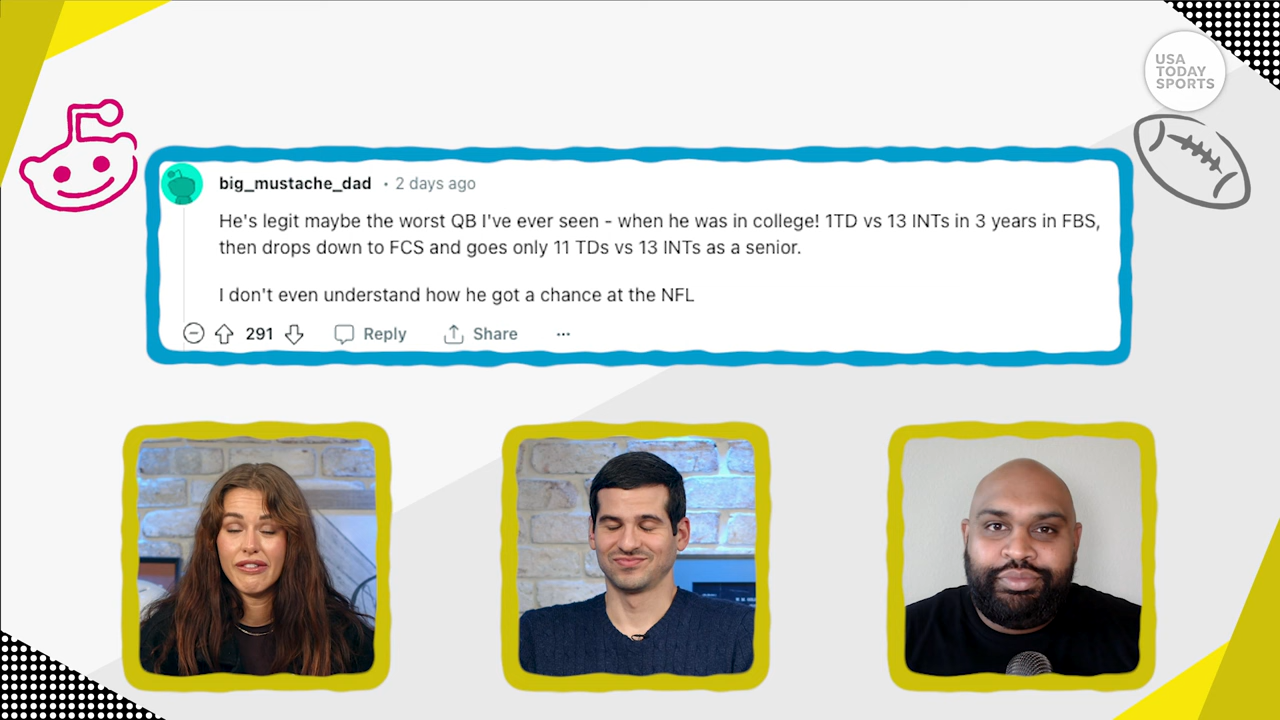 USA
TODAY
SPORTS
big_mustache_dad • 2 days ago
He's legit maybe the worst QB I've ever seen - when he was in college! 1TD vs 13 INTs in 3 years in FBS,
then drops down to FCS and goes only 11 TDs vs 13 INTs as a senior.
I don't even understand how he got a chance at the NFL
291 Reply Share ...